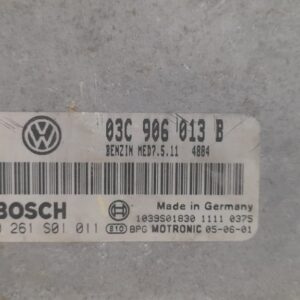 03C 906 013 B
BENZIN MED7.5.11 4884
BOSCH
Made in Germany
1039S01830 1111 0375
261 S01 011 BPG MOTRONIC 05-06-01